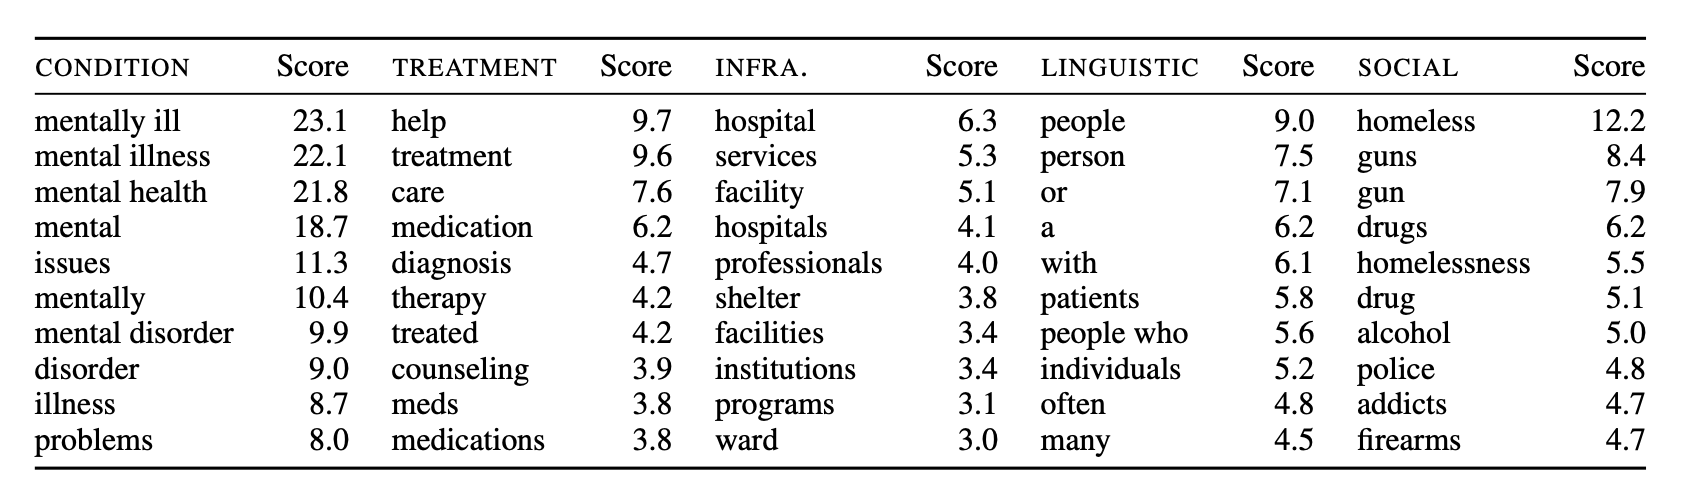 CONDITION Score TREATMENT Score INFRA. Score LINGUISTIC Score SOCIAL Score
mentally ill 23.1 help 9.7 hospital 6.3 people 9.0 homeless 12.2
mental illness 22.1 treatment 9.6 services 5.3 person 7.5 guns 8.4
mental health 21.8 care 7.6 facility 5.1 or 7.1 gun 7.9
mental 18.7 medication 6.2 hospitals 4.1 a 6.2 drugs 6.2
issues 11.3 diagnosis 4.7 professionals 4.0 with 6.1 homelessness 5.5
mentally 10.4 therapy 4.2 shelter 3.8 patients 5.8 drug 5.1
mental disorder 9.9 treated 4.2 facilities 3.4 people who 5.6 alcohol 5.0
disorder 9.0 counseling 3.9 institutions 3.4 individuals 5.2 police 4.8
illness 8.7 meds 3.8 programs 3.1 often 4.8 addicts 4.7
problems 8.0 medications 3.8 ward 3.0 many 4.5 firearms 4.7